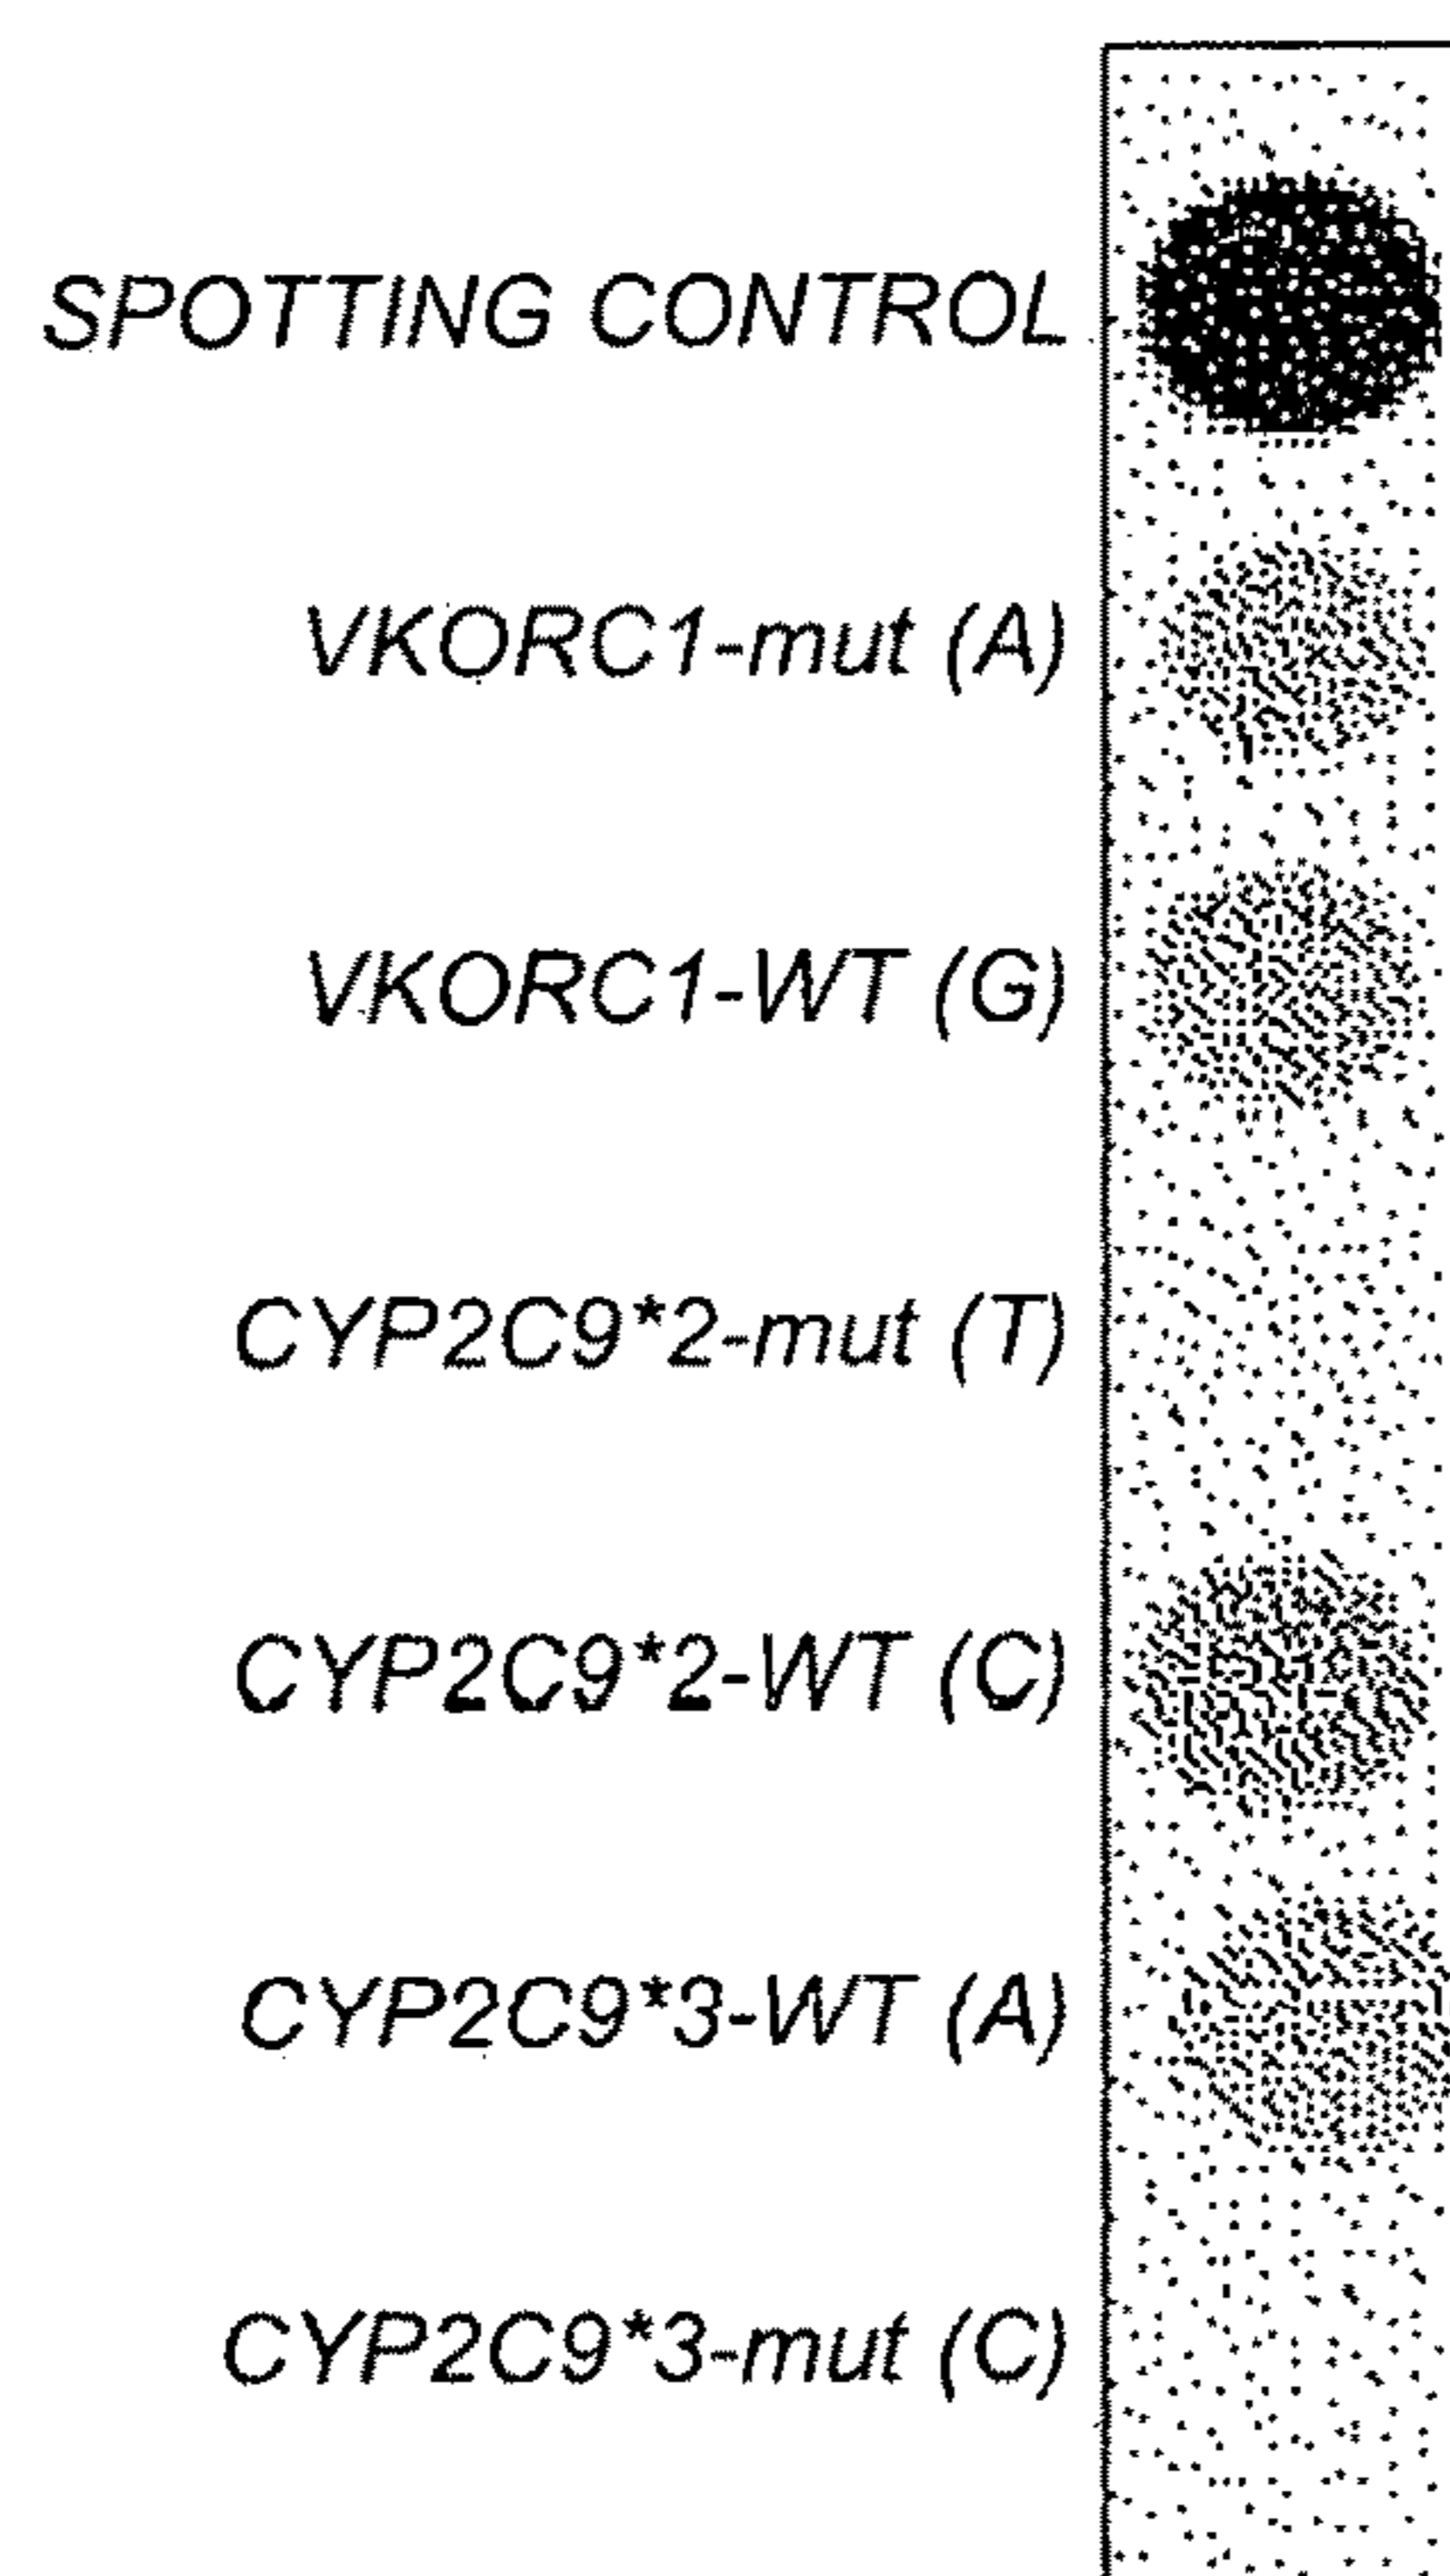 SPOTTING CONTROL
VKORC1-mut (A)
VKORC1-WT (G)
CYP2C9*2-mut (T)
CYP2C9*2-WT (C)
CYP2C9*3-WT (A)
CYP2C9*3-mut (C)